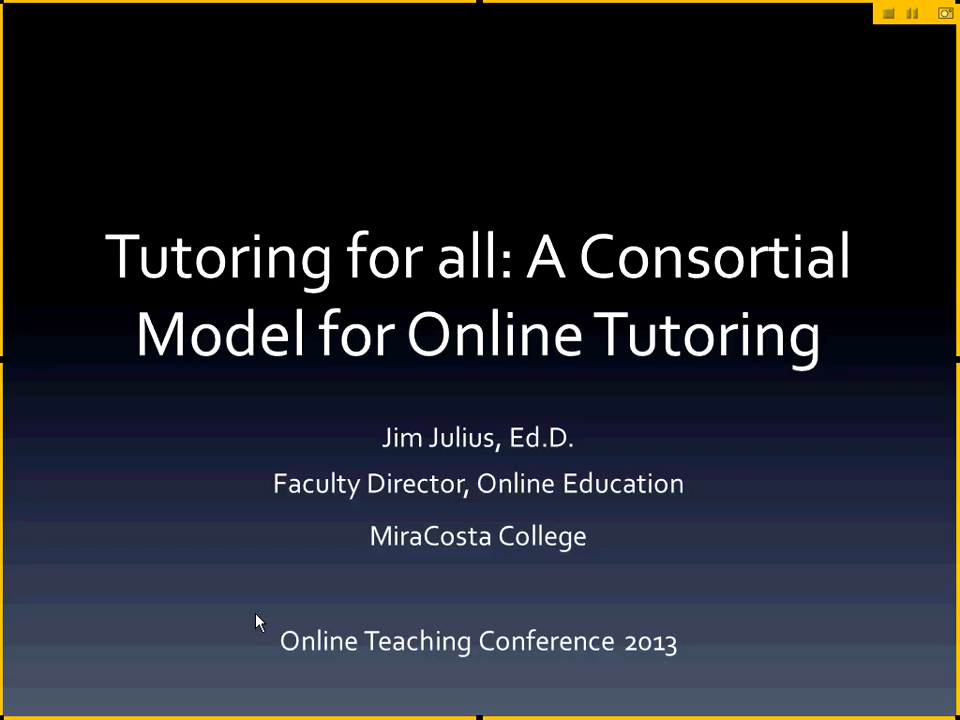 Tutoring for all: A Consortial
Model for Online Tutoring
Jim Julius, Ed.D.
Faculty Director, Online Education
MiraCosta College
Online Teaching Conference 2013